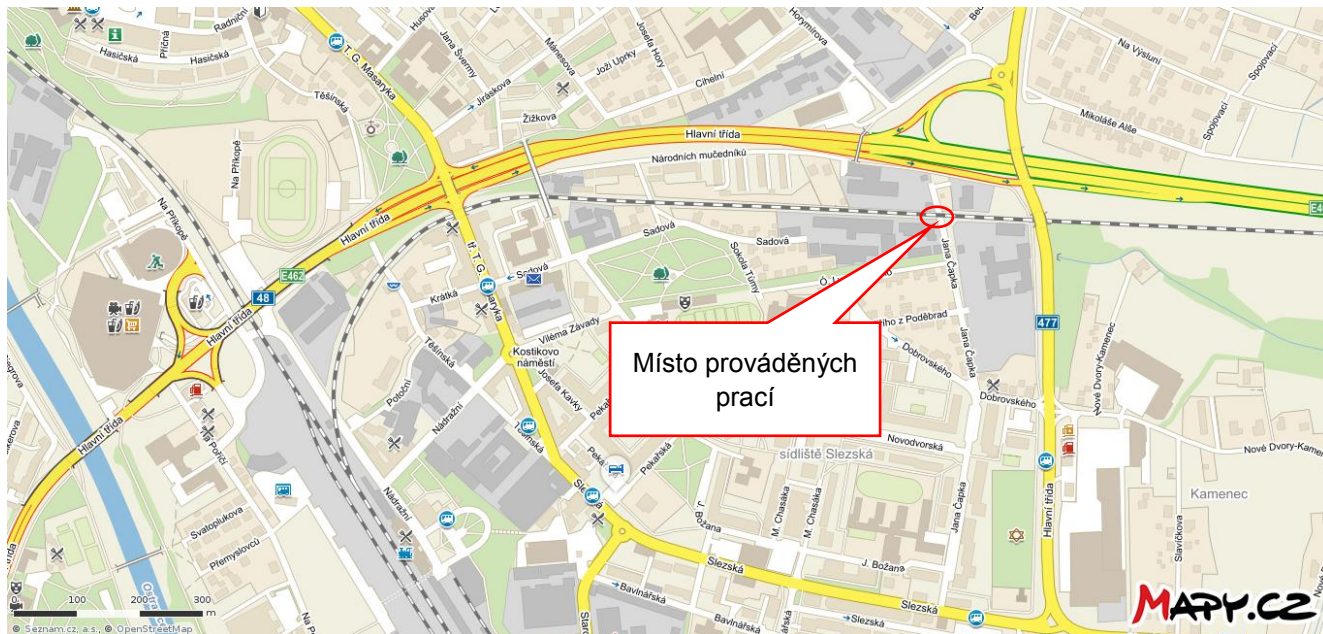 Radniční
Příčná
Hasičská
Hasičská
Husova
Jana Švermy
Mánesova
Josefa Hory
Joži Uprky
Horymírova
Na Výsluní
Spojovací
Spojovací
Mikoláše Alše
T. G. Masaryka
Jiráskova
Cihelní
Těšínská
Žižkova
Hlavní třída
Národních mučedníků
Na Příkopě
Na Příkopě
Hlavní třída
Sadová
Sadová
Sadová
Sokola Tůmy
Jana Čapka
E462
48
Krátká
tř. T. G.
Viléma Závady
477
Hlavní třída
Kostikovo
náměstí
Těšínská
Josefa Kavky
Potoční
Nádražní
Místo prováděných
prací
Dobrovského
Jana Čapka
Dobrovského
Nové Dvory-Kamenec
Hlavní třída
Na Poříčí
Pekařská
Novodvorská
sídliště Slezská
Nové Dvory-Kamenec
Kamenec
Nádražní
Svatoplukova
Přemyslovců
J. Božana
M. Chasáka
M. Chasáka
Jana Čapka
Hlavní třída
Slavíčkova
J. Božana
Slezská
Bavlnářská
Bavlnářská
Slezská
Slezská
0 100 200 300
m
© Seznam.cz, a.s., © OpenStreetMap
MAPY.CZ